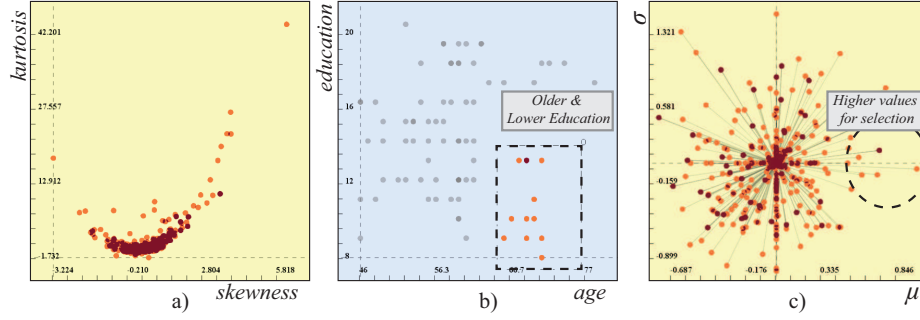 kurtosis
42.201
27.557
12.912
-1.732
3.224
-0.210
2.804
5.818
skewness
a)
education
20
16
12
8
46
56.3
66.7
77
age
b)
Older &
Lower Education
σ
1.321
0.581
-0.159
-0.899
-0.687
-0.176
0.335
0.846
μ
c)
Higher values
for selection